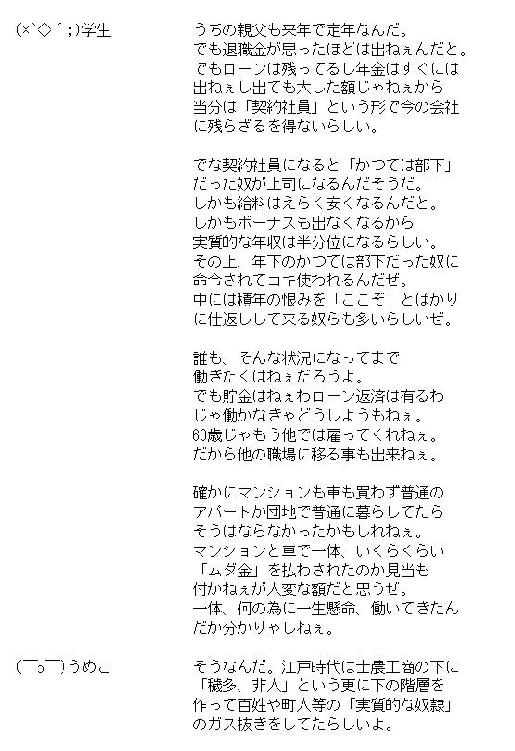 (×`◇´;)学生
うちの親父も来年で定年なんだ。
でも退職金が思ったほどは出ねぇんだと。
でもローンは残ってるし年金はすぐには
出ねぇし出ても大した額じゃねぇから
当分は「契約社員」という形で今の会社
に残らざるを得ないらしい。
でな契約社員になると「かつては部下」
だった奴が上司になるんだそうだ。
しかも給料はえらく安くなるんだと。
しかもボーナスも出なくなるから
実質的な年収は半分位になるらしい。
その上、年下のかつては部下だった奴に
命令されてコキ使われるんだぜ。
中には積年の恨みを「ここぞ」とばかり
に仕返しして来る奴らも多いらしいぜ。
誰も、そんな状況になってまで
働きたくはねぇだろうよ。
でも貯金はねぇわローン返済は有るわ
じゃ働かなきゃどうしようもねぇ。
60歳じゃもう他では雇ってくれねぇ。
だから他の職場に移る事も出来ねぇ。
確かにマンションも車も買わず普通の
アパートか団地で普通に暮らしてたら
そうはならなかったかもしれねぇ。
マンションと車で一体、いくらくらい
「ムダ金」を払わされたのか見当も
付かねぇが大変な額だと思うぜ。
一体、何の為に一生懸命、働いてきたん
だか分かりゃしねぇ。
(￣ο￣)うめこ
そうなんだ。江戸時代は士農工商の下に
「穢多、非人」という更に下の階層を
作って百姓や町人等の「実質的な奴隷」
のガス抜きをしてたらしいよ。